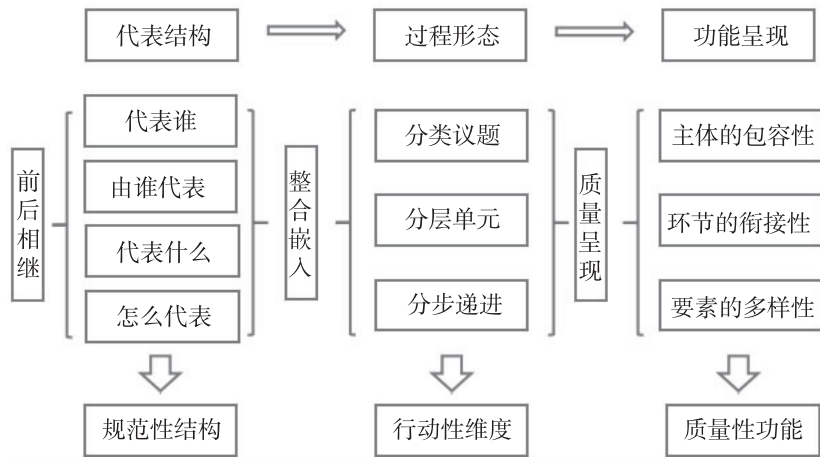 代表结构
过程形态
功能呈现
前后相继
代表谁
由谁代表
代表什么
怎么代表
整合嵌入
分类议题
分层单元
分步递进
质量呈现
主体的包容性
环节的衔接性
要素的多样性
规范性结构
行动性维度
质量性功能